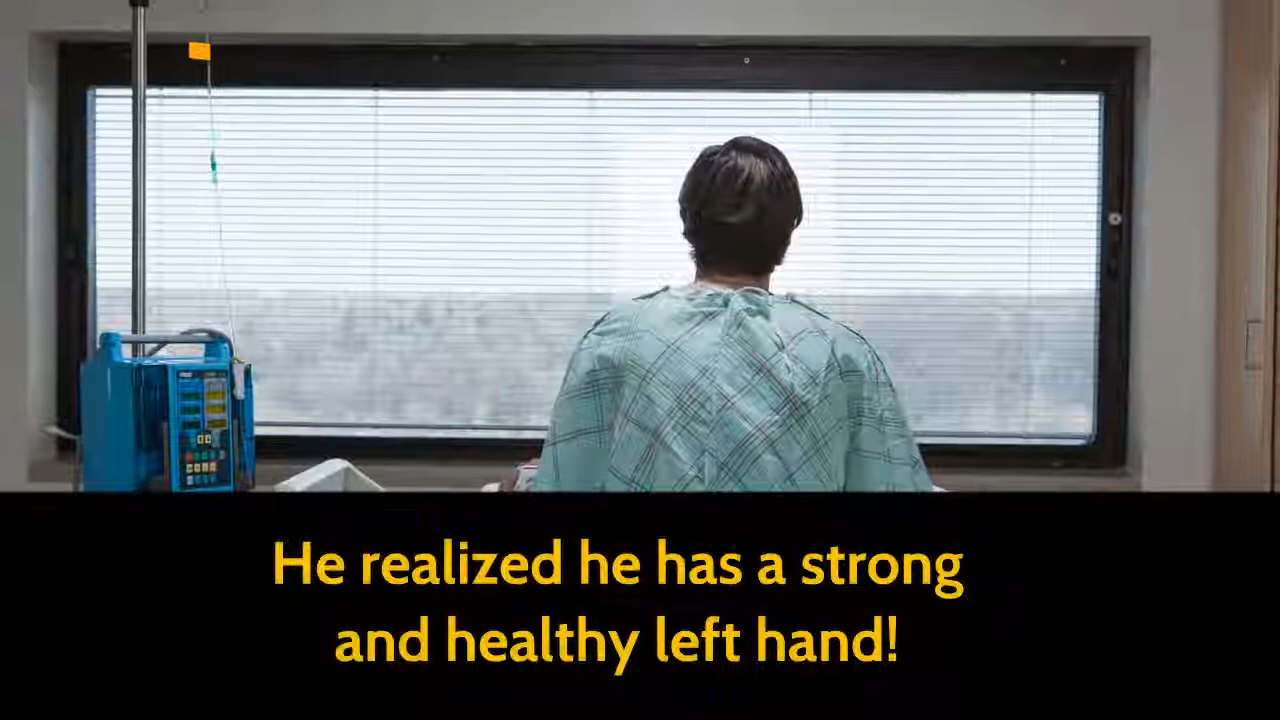 He realized he has a strong
and healthy left hand!